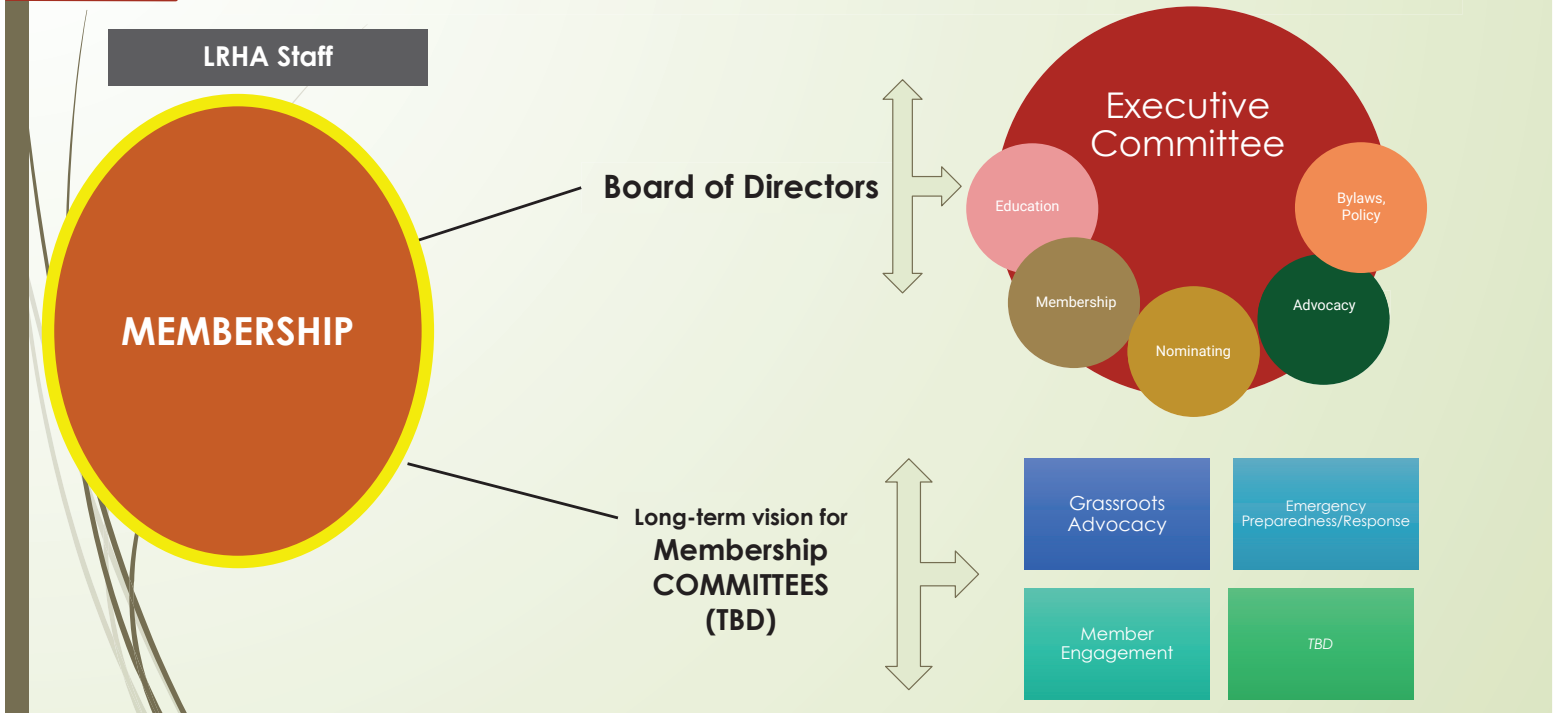 LRHA Staff
MEMBERSHIP
Board of Directors
Executive
Committee
Education
Membership
Nominating
Advocacy
Bylaws,
Policy
Long-term vision for
Membership
COMMITTEES
(TBD)
Grassroots
Advocacy
Emergency
Preparedness/Response
Member
Engagement
TBD